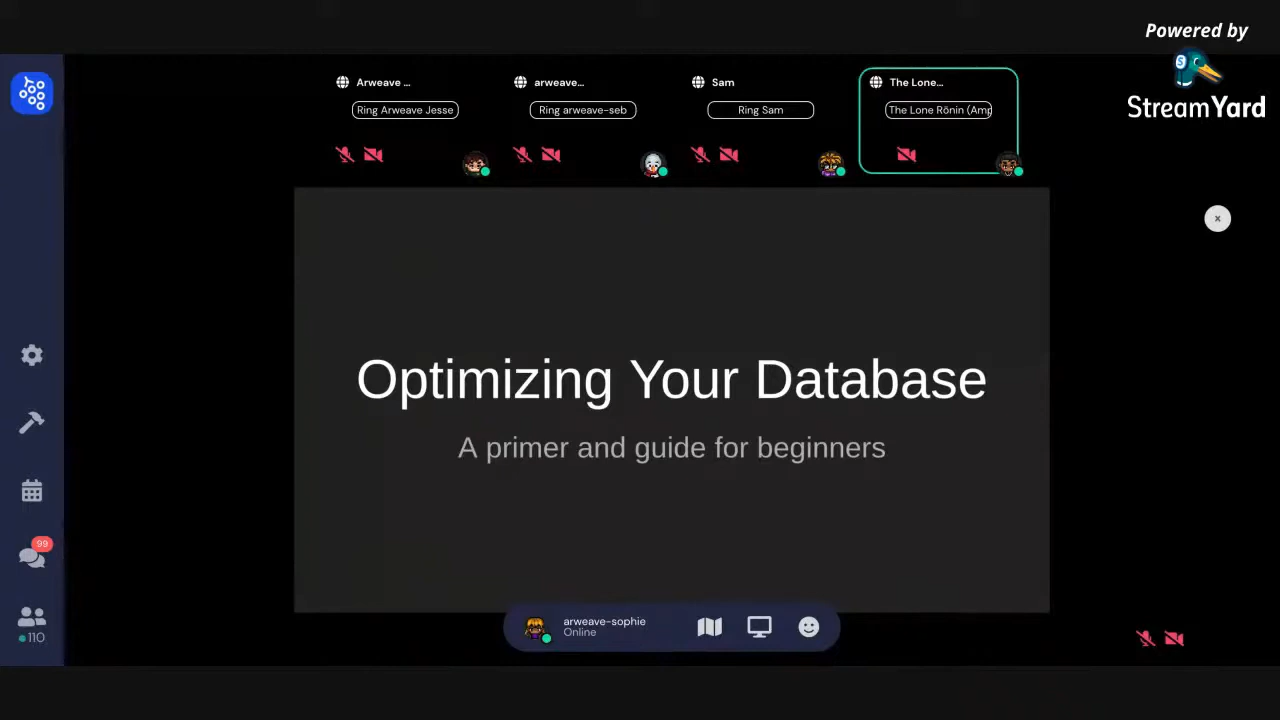 Powered by
StreamYard
Arweave ...
arweave...
Sam
The Lone...
Ring Arweave Jesse
Ring arweave-seb
Ring Sam
The Lone Rōnin (Amp
Optimizing Your Database
A primer and guide for beginners
99
110
arweave-sophie
Online